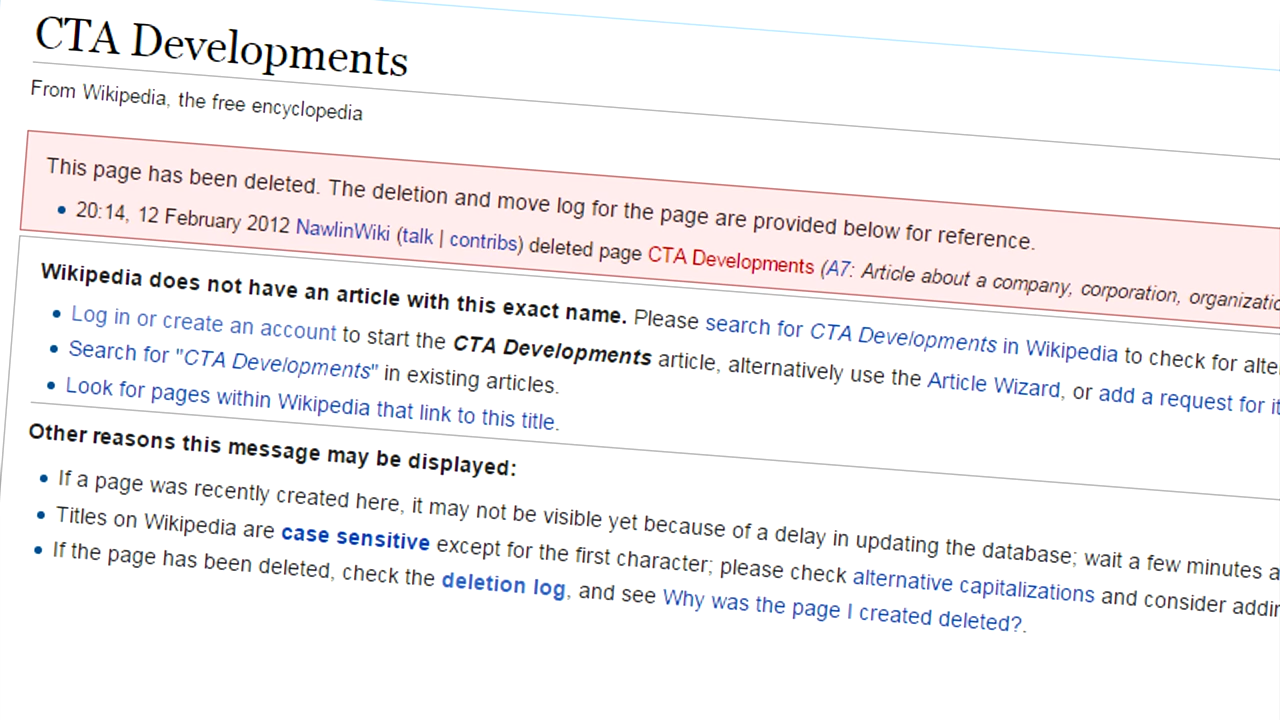 CTA Developments
From Wikipedia, the free encyclopedia
This page has been deleted. The deletion and move log for the page are provided below for reference.
• 20:14, 12 February 2012 NawlinWiki (talk | contribs) deleted page CTA Developments (A7: Article about a company, corporation, organizatio
Wikipedia does not have an article with this exact name. Please search for CTA Developments in Wikipedia to check for alte
• Log in or create an account to start the CTA Developments article, alternatively use the Article Wizard, or add a request for it
• Search for "CTA Developments" in existing articles.
• Look for pages within Wikipedia that link to this title.
Other reasons this message may be displayed:
• If a page was recently created here, it may not be visible yet because of a delay in updating the database; wait a few minutes a
• Titles on Wikipedia are case sensitive except for the first character; please check alternative capitalizations and consider addin
• If the page has been deleted, check the deletion log, and see Why was the page I created deleted?.